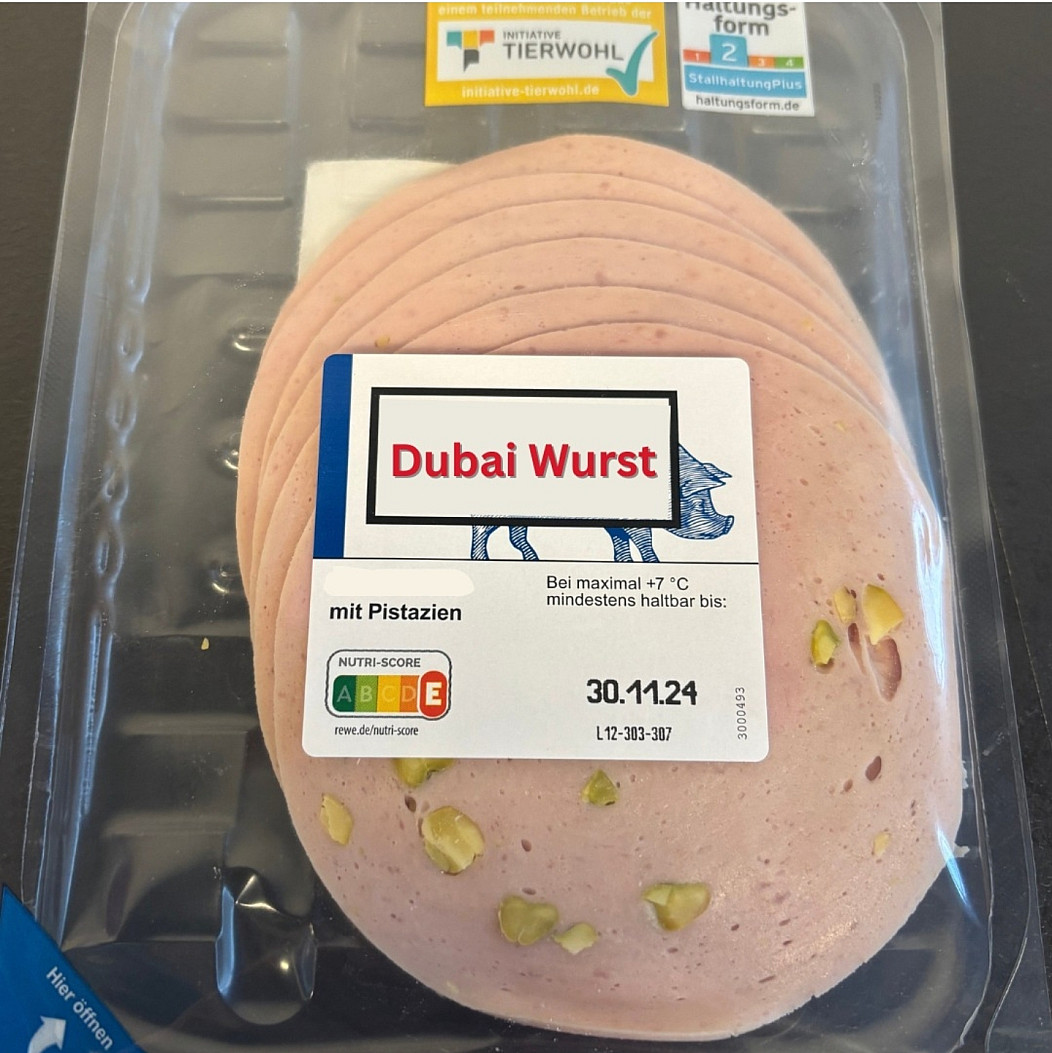 einem teilnehmenden Betrieb der
INITIATIVE
TIERWOHL
initiative-tierwohl.de
Haltungs-
form
1 2 3 4
StallhaltungPlus
haltungsform.de
Dubai Wurst
mit Pistazien
Bei maximal +7 °C
mindestens haltbar bis:
NUTRI-SCORE
A B C D E
rewe.de/nutri-score
30.11.24
L12-303-307
3000493
Hier öffnen